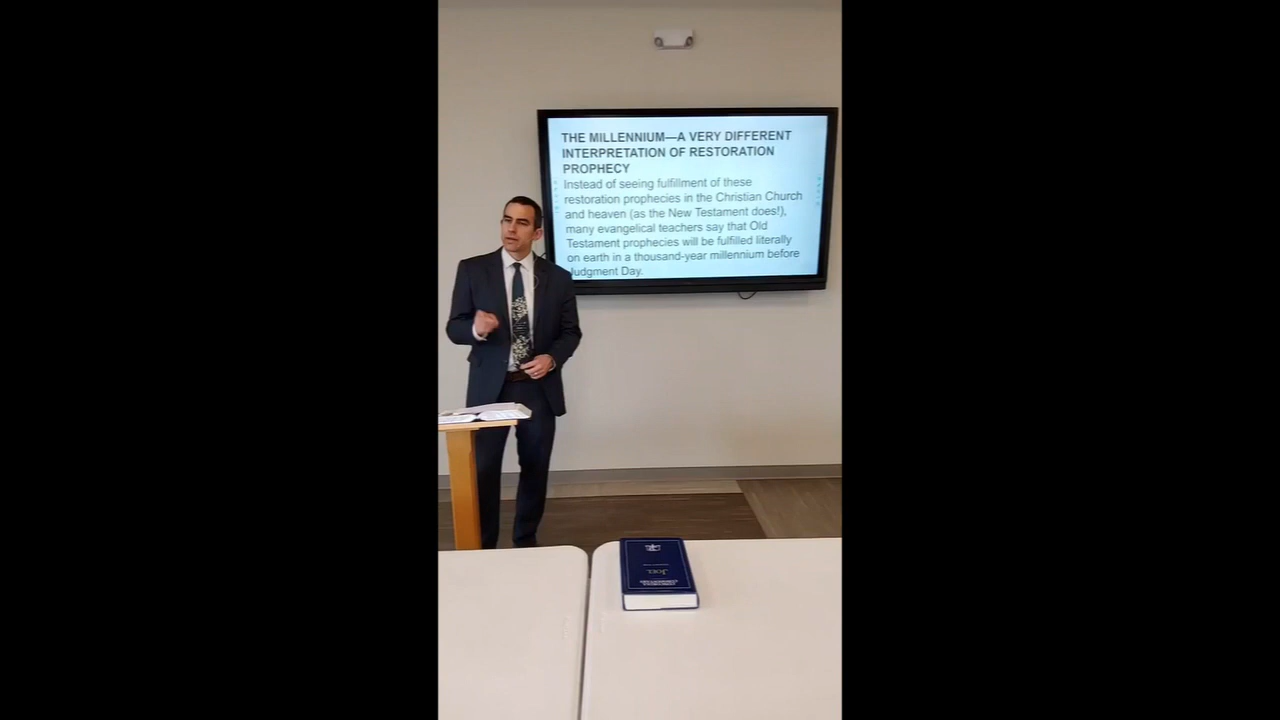 THE MILLENNIUM—A VERY DIFFERENT
INTERPRETATION OF RESTORATION
PROPHECY
Instead of seeing fulfillment of these
restoration prophecies in the Christian Church
and heaven (as the New Testament does!),
many evangelical teachers say that Old
Testament prophecies will be fulfilled literally
on earth in a thousand-year millennium before
Judgment Day.
JOEL
CONCORDIA
COMMENTARY